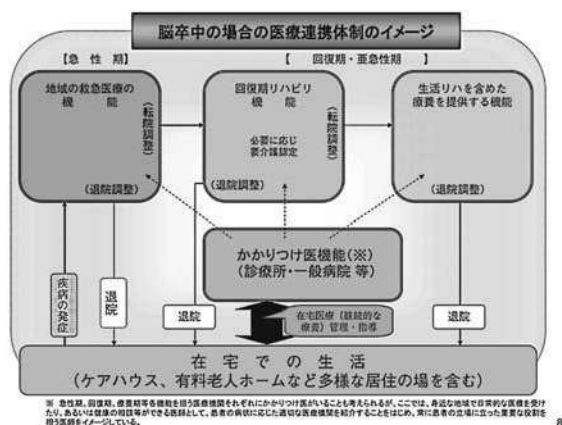 脳卒中の場合の医療連携体制のイメージ
【急 性 期】
【 回復期・亜急性期 】
地域の救急医療の
機 能
(転院調整)
(退院調整)
回復期リハビリ
機 能
必要に応じ
要介護認定
(転院調整)
(退院調整)
生活リハを含めた
療養を提供する機能
(退院調整)
かかりつけ医機能(※)
(診療所・一般病院 等)
疾病の発症
退院
退院
在宅医療(継続的な
療養)管理・指導
退院
在 宅 で の 生 活
(ケアハウス、有料老人ホームなど多様な居住の場を含む)
※ 急性期、回復期、療養期等各機能を担う医療機関それぞれにかかりつけ医がいることも考えられるが、ここでは、身近な地域で日常的な医療を受け
たり、あるいは健康の相談等ができる医師として、患者の病状に応じた適切な医療機関を紹介することをはじめ、常に患者の立場に立った重要な役割を
担う医師をイメージしている。
8